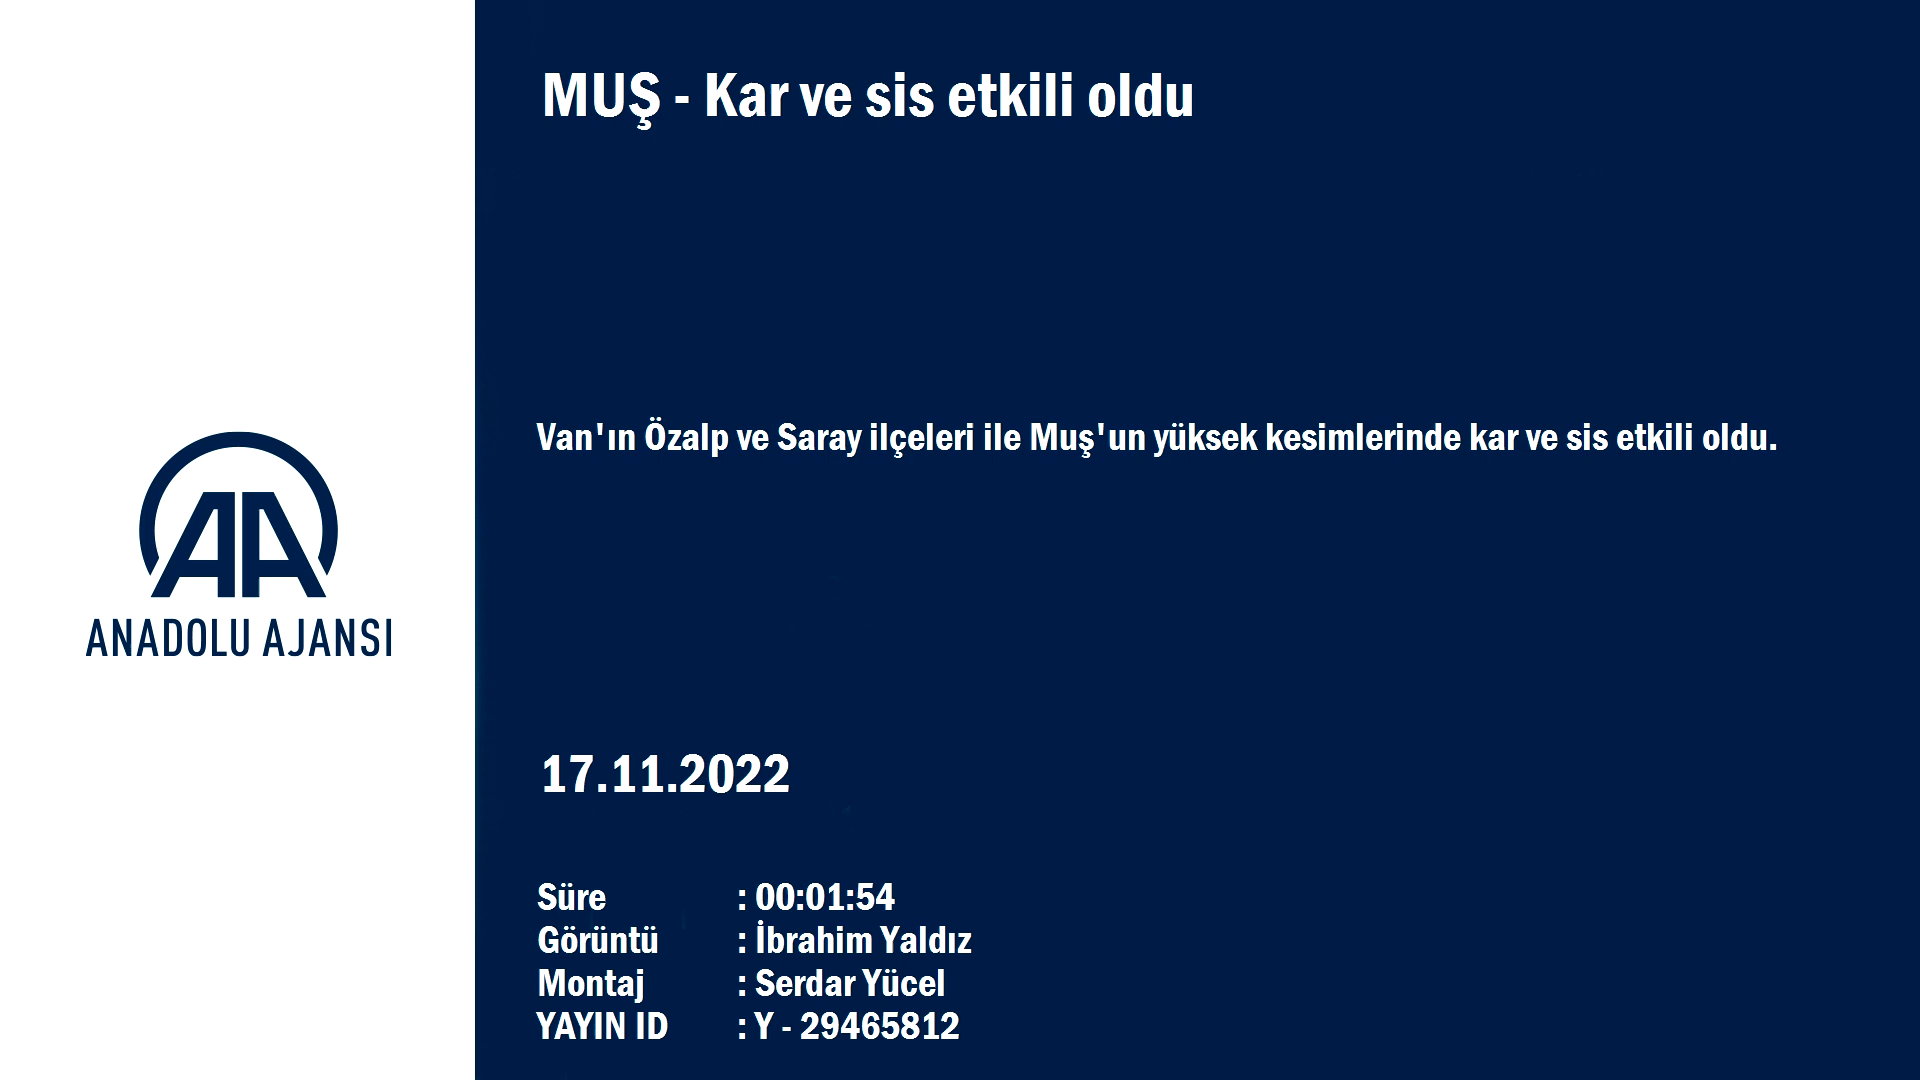 MUŞ - Kar ve sis etkili oldu
Van'ın Özalp ve Saray ilçeleri ile Muş'un yüksek kesimlerinde kar ve sis etkili oldu.
AA
ANADOLU AJANSI
17.11.2022
Süre : 00:01:54
Görüntü : İbrahim Yaldız
Montaj : Serdar Yücel
YAYIN ID : Y - 29465812